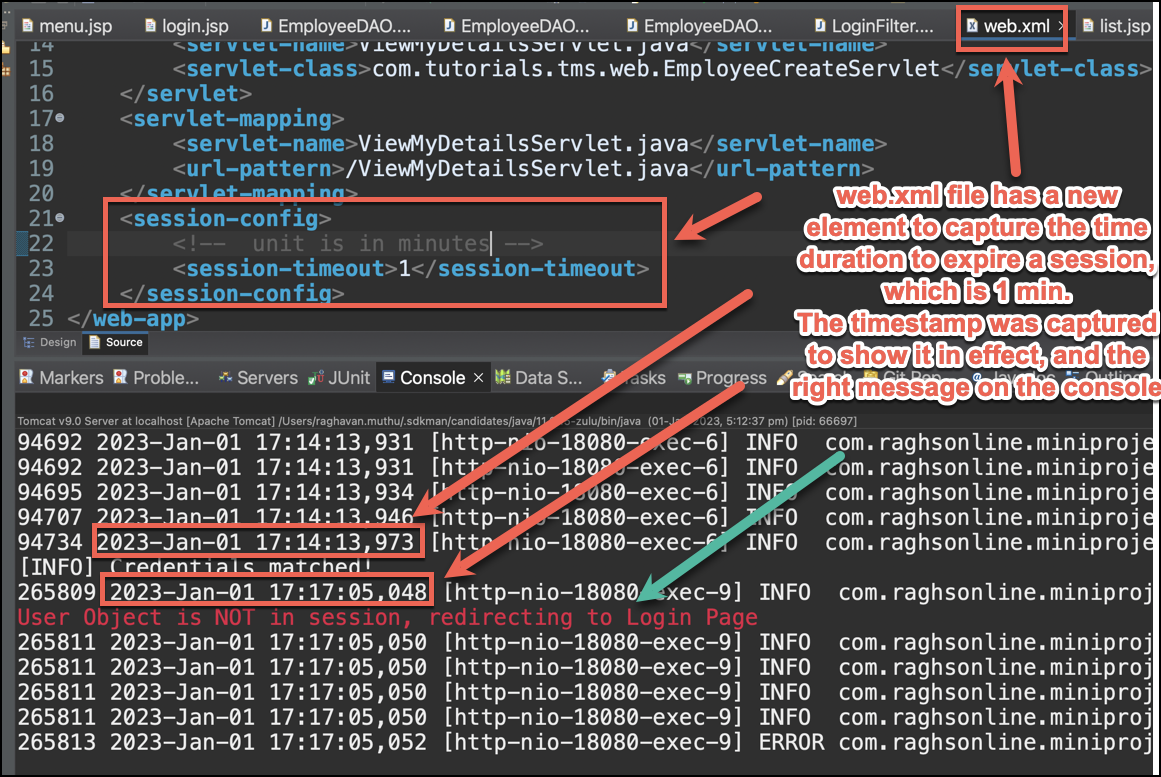 menu.jsp login.jsp EmployeeDAO.... EmployeeDAO... EmployeeDAO... LoginFilter.... web.xml list.jsp
14 <servlet-name>ViewMyDetailsServlet.java</servlet-name>
15 <servlet-class>com.tutorials.tms.web.EmployeeCreateServlet</servlet-class>
16 </servlet>
17 <servlet-mapping>
18 <servlet-name>ViewMyDetailsServlet.java</servlet-name>
19 <url-pattern>/ViewMyDetailsServlet.java</url-pattern>
20 </servlet-mapping>
21 <session-config>
22 <!-- unit is in minutes -->
23 <session-timeout>1</session-timeout>
24 </session-config>
25 </web-app>
web.xml file has a new
element to capture the time
duration to expire a session,
which is 1 min.
The timestamp was captured
to show it in effect, and the
right message on the console
Design Source
Markers Proble... Servers JUnit Console Data S... Tasks Progress
Tomcat v9.0 Server at localhost [Apache Tomcat] /Users/raghavan.muthu/.sdkman/candidates/java/11 -zulu/bin/java (01-Jan 2023, 5:12:37 pm) [pid: 66697]
94692 2023-Jan-01 17:14:13,931 [http-nio-18080-exec-6] INFO com.raghsonline.miniproje
94692 2023-Jan-01 17:14:13,931 [http-nio-18080-exec-6] INFO com.raghsonline.miniproje
94695 2023-Jan-01 17:14:13,934 [http-nio-18080-exec-6] INFO com.raghsonline.miniproje
94707 2023-Jan-01 17:14:13,946 [http-nio-18080-exec-6] INFO com.raghsonline.miniproje
94734 2023-Jan-01 17:14:13,973 [http-nio-18080-exec-6] INFO com.raghsonline.miniproje
[INFO] Credentials matched!
265809 2023-Jan-01 17:17:05,048 [http-nio-18080-exec-9] INFO com.raghsonline.miniproj
User Object is NOT in session, redirecting to Login Page
265811 2023-Jan-01 17:17:05,050 [http-nio-18080-exec-9] INFO com.raghsonline.miniproj
265811 2023-Jan-01 17:17:05,050 [http-nio-18080-exec-9] INFO com.raghsonline.miniproj
265811 2023-Jan-01 17:17:05,050 [http-nio-18080-exec-9] INFO com.raghsonline.miniproj
265811 2023-Jan-01 17:17:05,050 [http-nio-18080-exec-9] INFO com.raghsonline.miniproj
265813 2023-Jan-01 17:17:05,052 [http-nio-18080-exec-9] ERROR com.raghsonline.miniproj